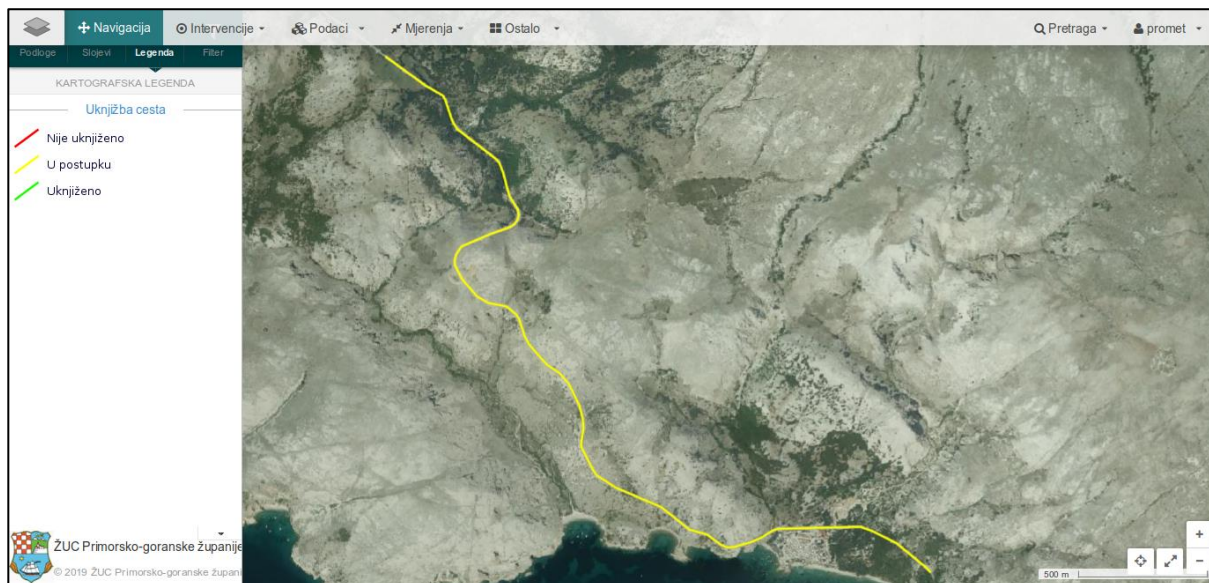 Navigacija Intervencije Podaci Mjerenja Ostalo Pretraga promet
Podloge Slojevi Legenda Filter
KARTOGRAFSKA LEGENDA
Uknjižba cesta
Nije uknjiženo
U postupku
Uknjiženo
ŽUC Primorsko-goranske županije
© 2019 ŽUC Primorsko-goranske župani
500 m
+
−